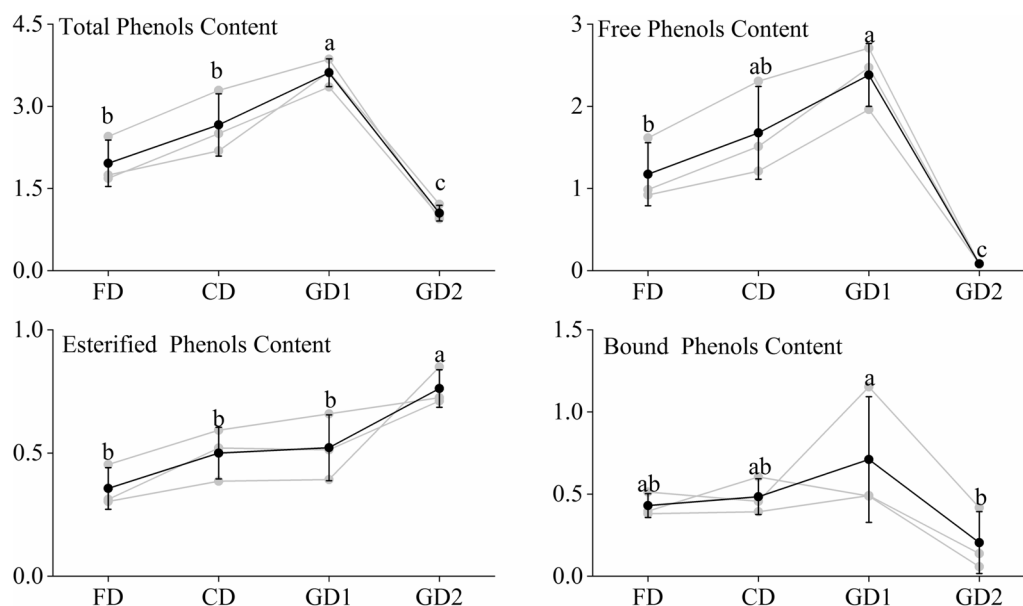 Total Phenols Content
4.5
3.0
1.5
0.0
b
b
a
c
FD
CD
GD1
GD2
Free Phenols Content
3
2
1
0
b
ab
a
c
FD
CD
GD1
GD2
Esterified Phenols Content
1.0
0.5
0.0
b
b
b
a
FD
CD
GD1
GD2
Bound Phenols Content
1.5
1.0
0.5
0.0
ab
ab
a
b
FD
CD
GD1
GD2